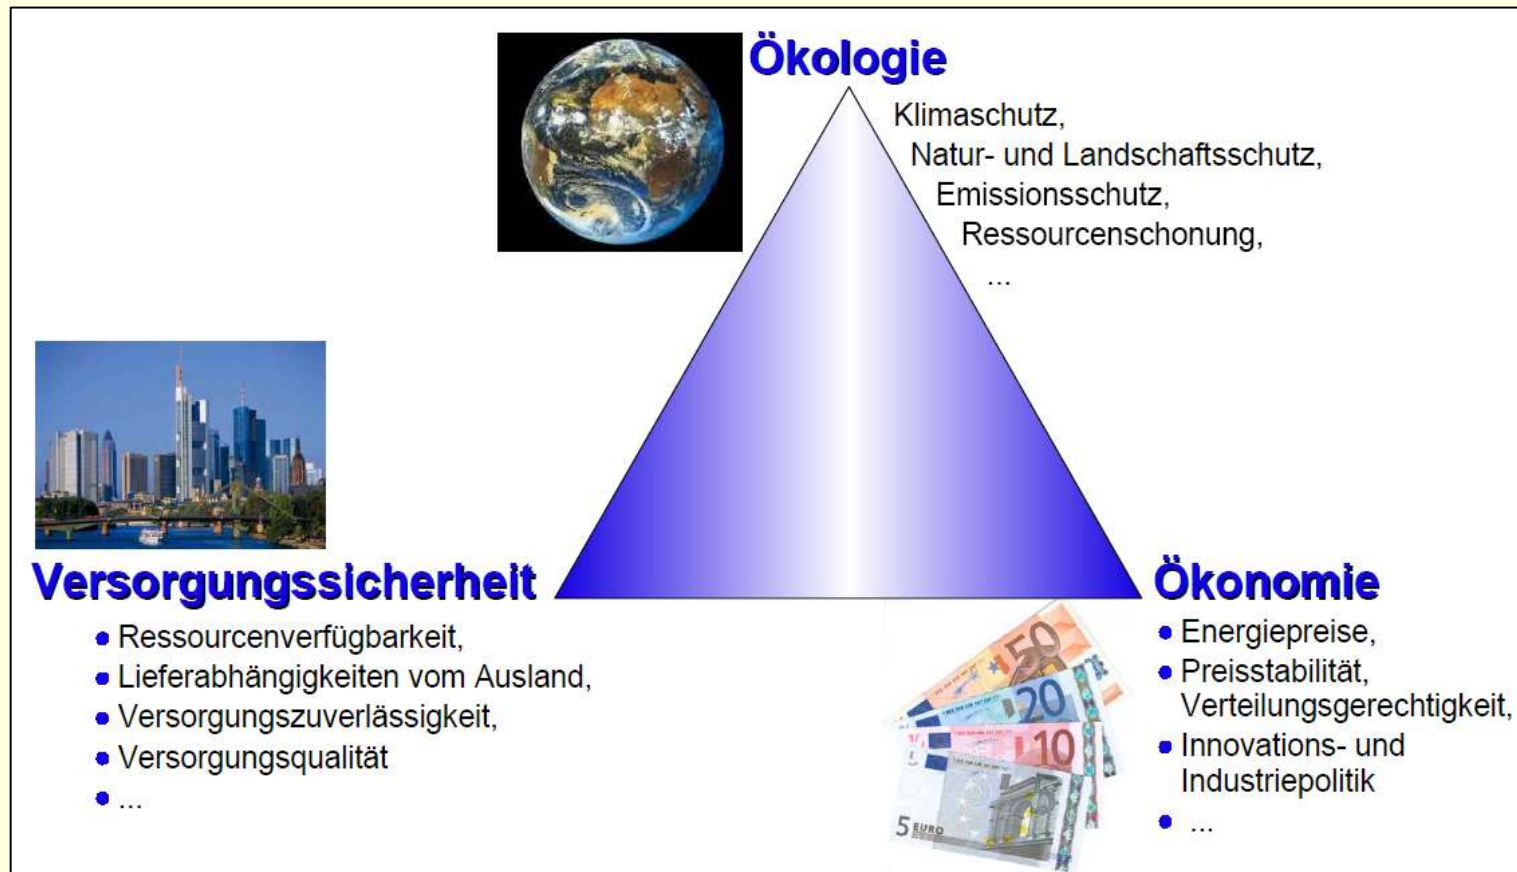 Ökologie
Klimaschutz,
Natur- und Landschaftsschutz,
Emissionsschutz,
Ressourcenschonung,
...
Versorgungssicherheit
• Ressourcenverfügbarkeit,
• Lieferabhängigkeiten vom Ausland,
• Versorgungszuverlässigkeit,
• Versorgungsqualität
• ...
Ökonomie
• Energiepreise,
• Preisstabilität,
Verteilungsgerechtigkeit,
• Innovations- und
Industriepolitik
• ...
50
20
10
5 EURO